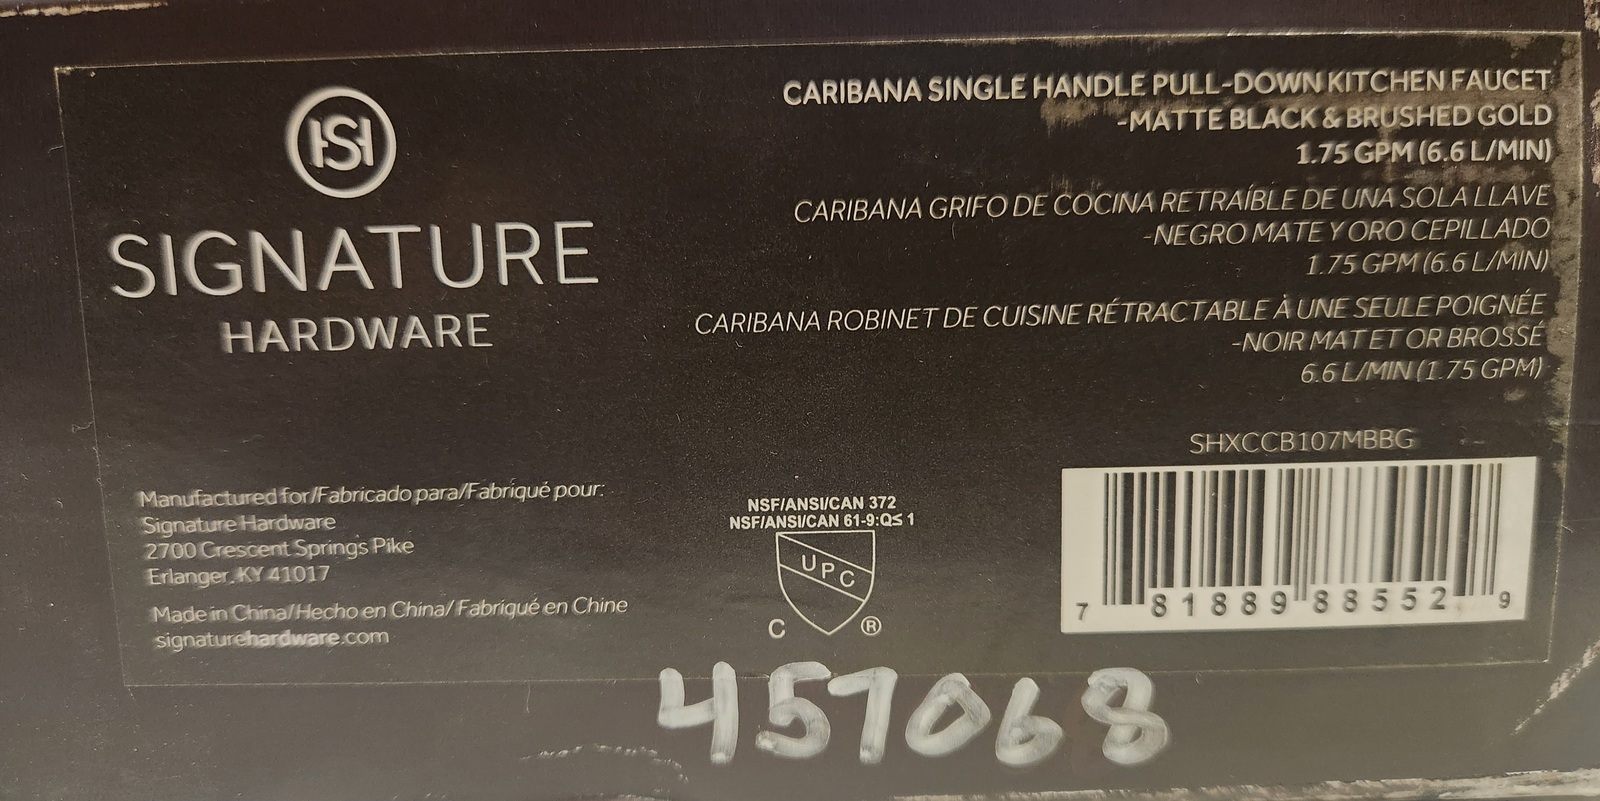 HSH
SIGNATURE
HARDWARE
CARIBANA SINGLE HANDLE PULL-DOWN KITCHEN FAUCET
-MATTE BLACK & BRUSHED GOLD
1.75 GPM (6.6 L/MIN)
CARIBANA GRIFO DE COCINA RETRAÍBLE DE UNA SOLA LLAVE
-NEGRO MATE Y ORO CEPILLADO
1.75 GPM (6.6 L/MIN)
CARIBANA ROBINET DE CUISINE RÉTRACTABLE À UNE SEULE POIGNÉE
-NOIR MAT ET OR BROSSÉ
6.6 L/MIN (1.75 GPM)
Manufactured for/Fabricado para/Fabriqué pour:
Signature Hardware
2700 Crescent Springs Pike
Erlanger, KY 41017
Made in China/Hecho en China/Fabriqué en Chine
signaturehardware.com
NSF/ANSI/CAN 372
NSF/ANSI/CAN 61-9:Q≤ 1
UPC
C ®
SHXCCB107MBBG
7 81889 88552 9
457068